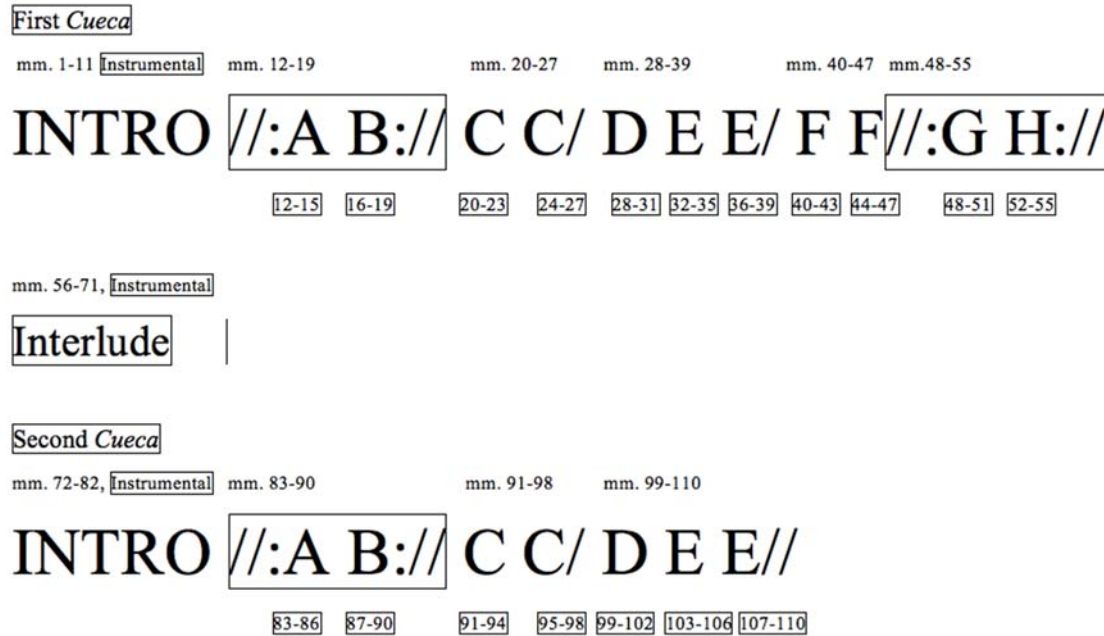 First Cueca
mm. 1-11 Instrumental mm. 12-19 mm. 20-27 mm. 28-39 mm. 40-47 mm.48-55
INTRO //:A B:// C C/ D E E/ F F//:G H://
12-15 16-19 20-23 24-27 28-31 32-35 36-39 40-43 44-47 48-51 52-55
mm. 56-71, Instrumental
Interlude
Second Cueca
mm. 72-82, Instrumental mm. 83-90 mm. 91-98 mm. 99-110
INTRO //:A B:// C C/ D E E//
83-86 87-90 91-94 95-98 99-102 103-106 107-110